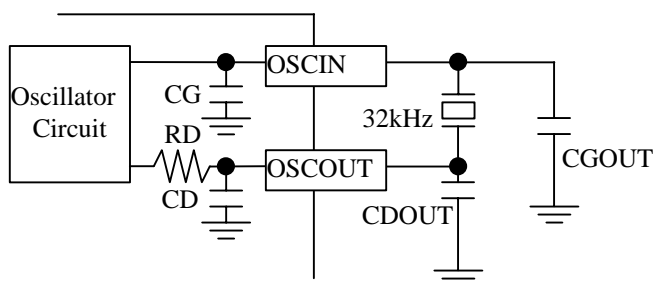 OSCIN
Oscillator
Circuit
CG
32kHz
RD
CGOUT
OSCOUT
CD
CDOUT